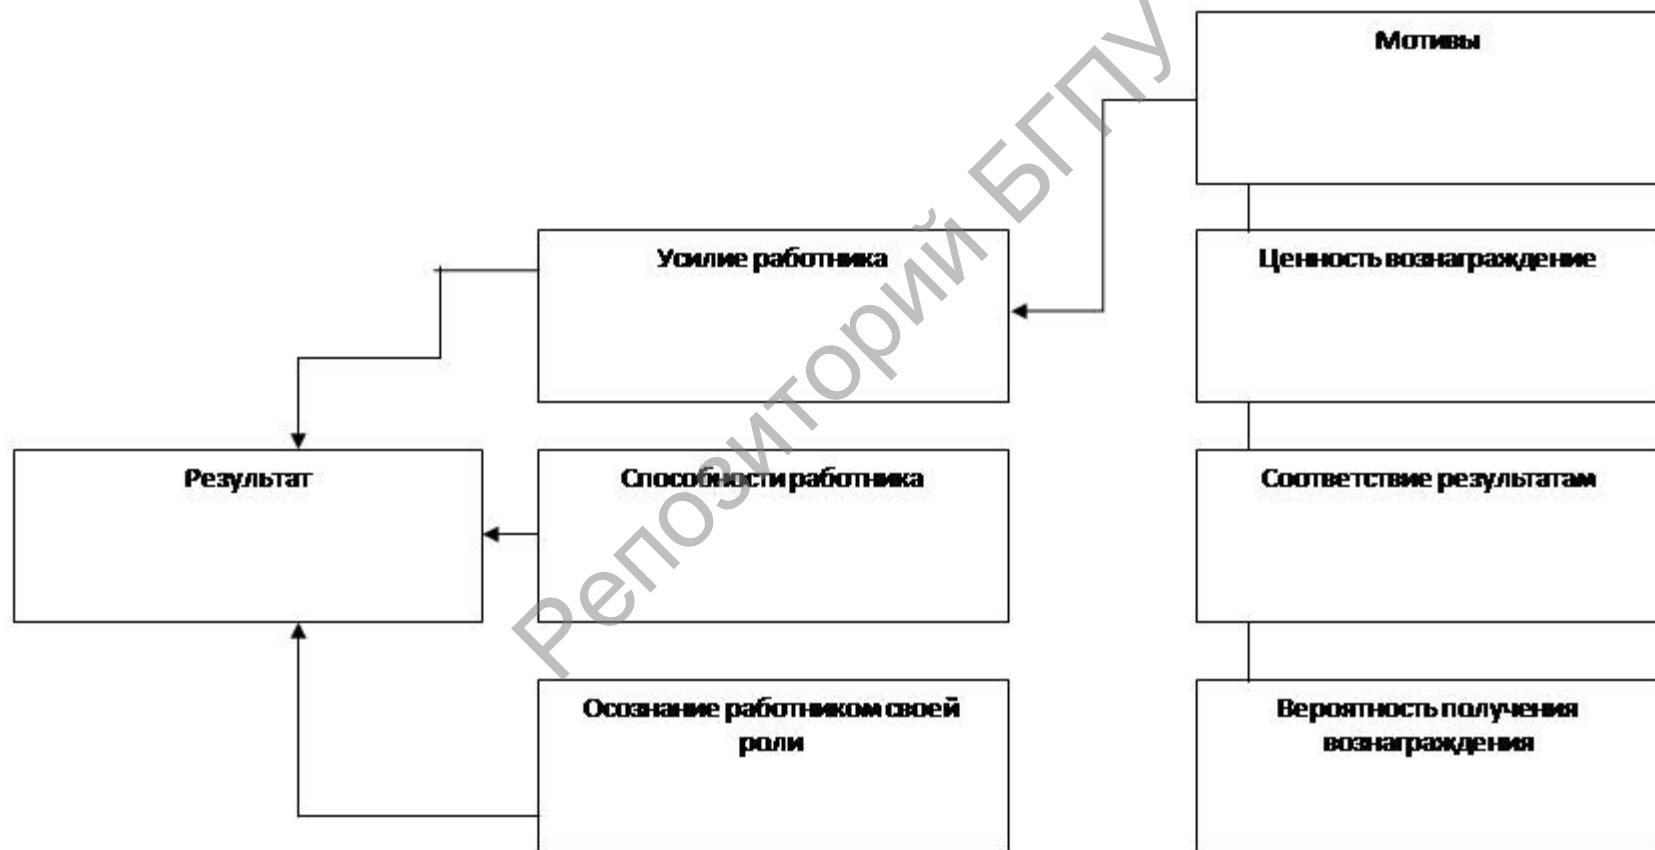 Мотивы
Усилие работника
Ценность вознаграждение
Результат
Способности работника
Соответствие результатам
Осознание работником своей
роли
Вероятность получения
вознаграждения
Репозиторий БГПУ